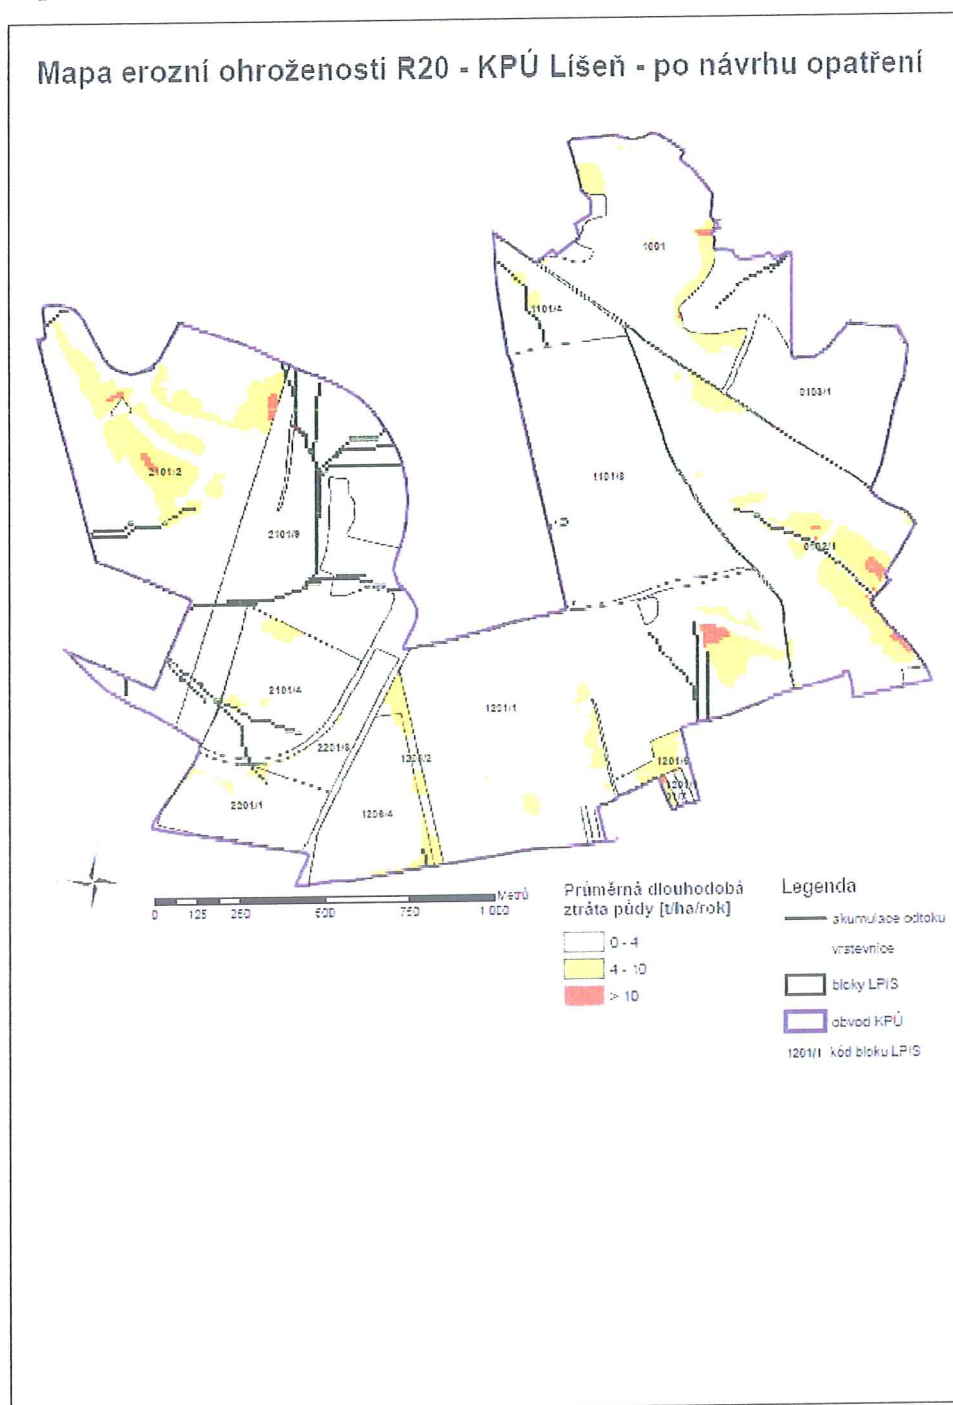 Mapa erozní ohroženosti R20 - KPÚ Líšeň - po návrhu opatření
1001
1101/4
0103/1
2101/2
1101/8
2101/9
0102/1
2101/4
1201/1
2201/8
1206/2
1201/6
2201/1
1206/4
Metrů
0 125 250 500 750 1 000
Průměrná dlouhodobá
ztráta půdy [t/ha/rok]
0 - 4
4 - 10
> 10
Legenda
akumulace odtoku
vrstevnice
bloky LPIS
obvod KPÚ
1201/1 kód bloku LPIS